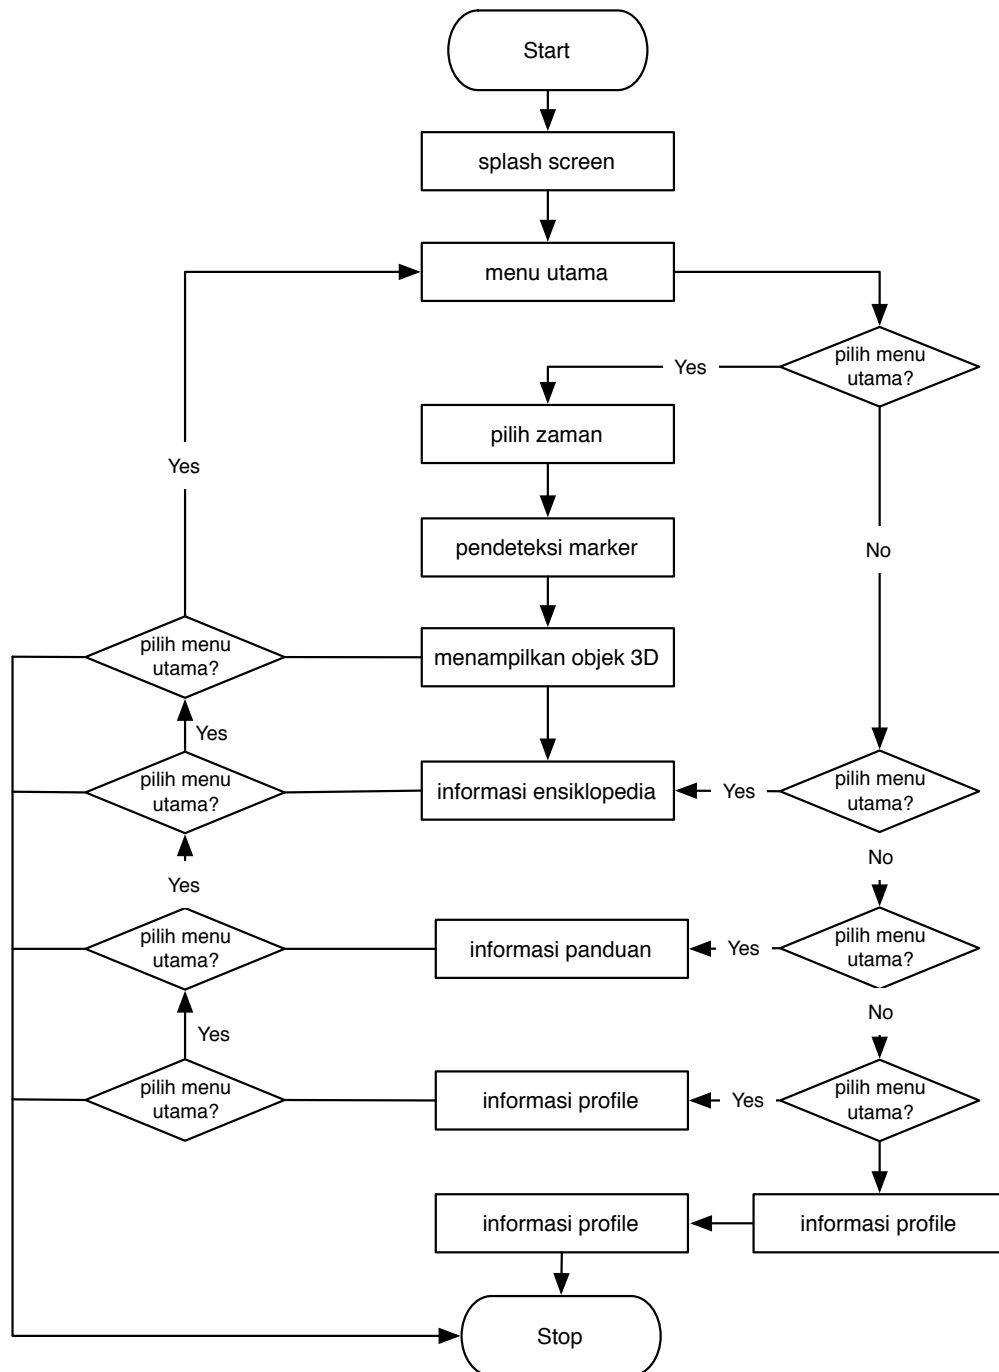 Start
splash screen
menu utama
pilih menu
utama?
Yes
pilih zaman
Yes
pendeteksi marker
No
pilih menu
utama?
menampilkan objek 3D
Yes
pilih menu
utama?
informasi ensiklopedia
Yes
pilih menu
utama?
Yes
No
pilih menu
utama?
informasi panduan
Yes
pilih menu
utama?
Yes
No
pilih menu
utama?
informasi profile
Yes
pilih menu
utama?
informasi profile
informasi profile
Stop